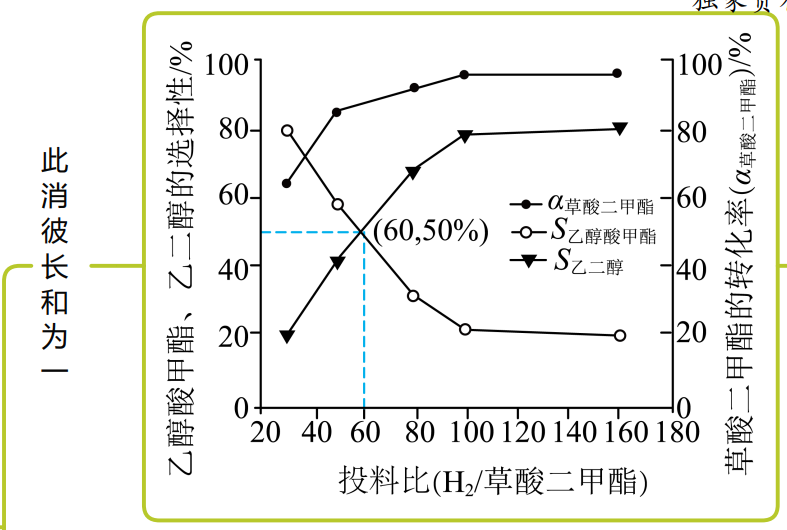 独家资
此消彼长和为一
乙醇酸甲酯、乙二醇的选择性/%
100
80
60
40
20
0
(60,50%)
α草酸二甲酯
S乙醇酸甲酯
S乙二醇
100
80
60
40
20
0
草酸二甲酯的转化率(α草酸二甲酯)/%
20 40 60 80 100 120 140 160 180
投料比(H₂/草酸二甲酯)